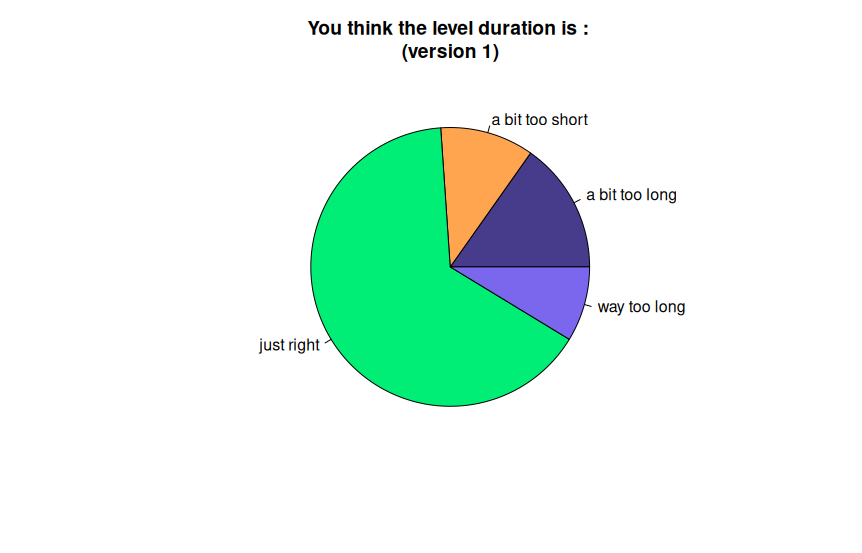 You think the level duration is :
(version 1)
a bit too short
a bit too long
way too long
just right